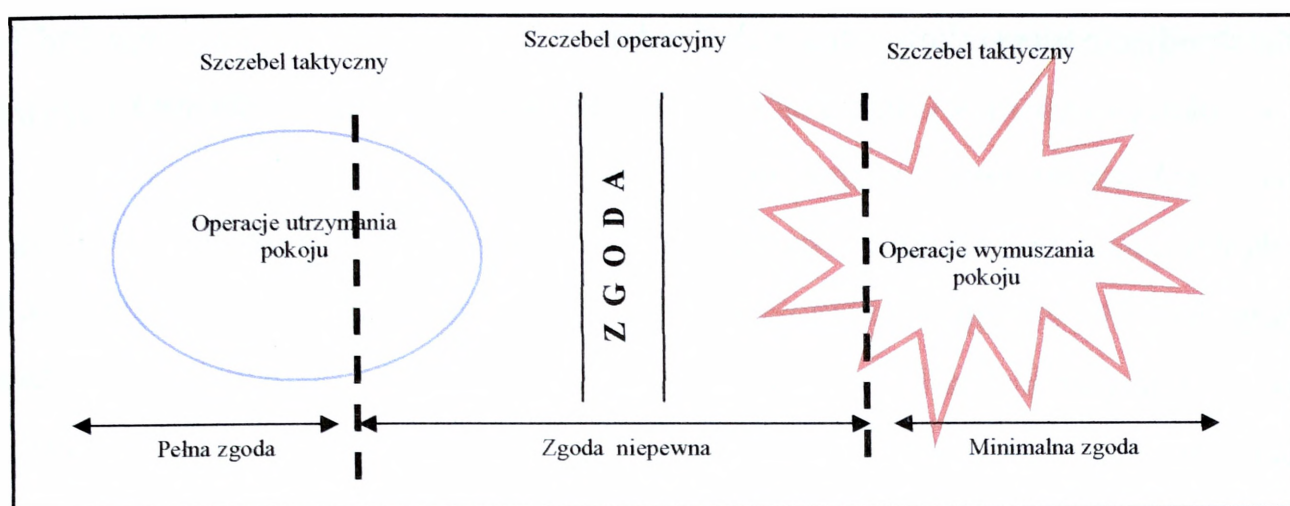 Szczebel operacyjny
Szczebel taktyczny
Szczebel taktyczny
Operacje utrzymania
pokoju
ZGODA
Operacje wymuszania
pokoju
Pełna zgoda
Zgoda niepewna
Minimalna zgoda